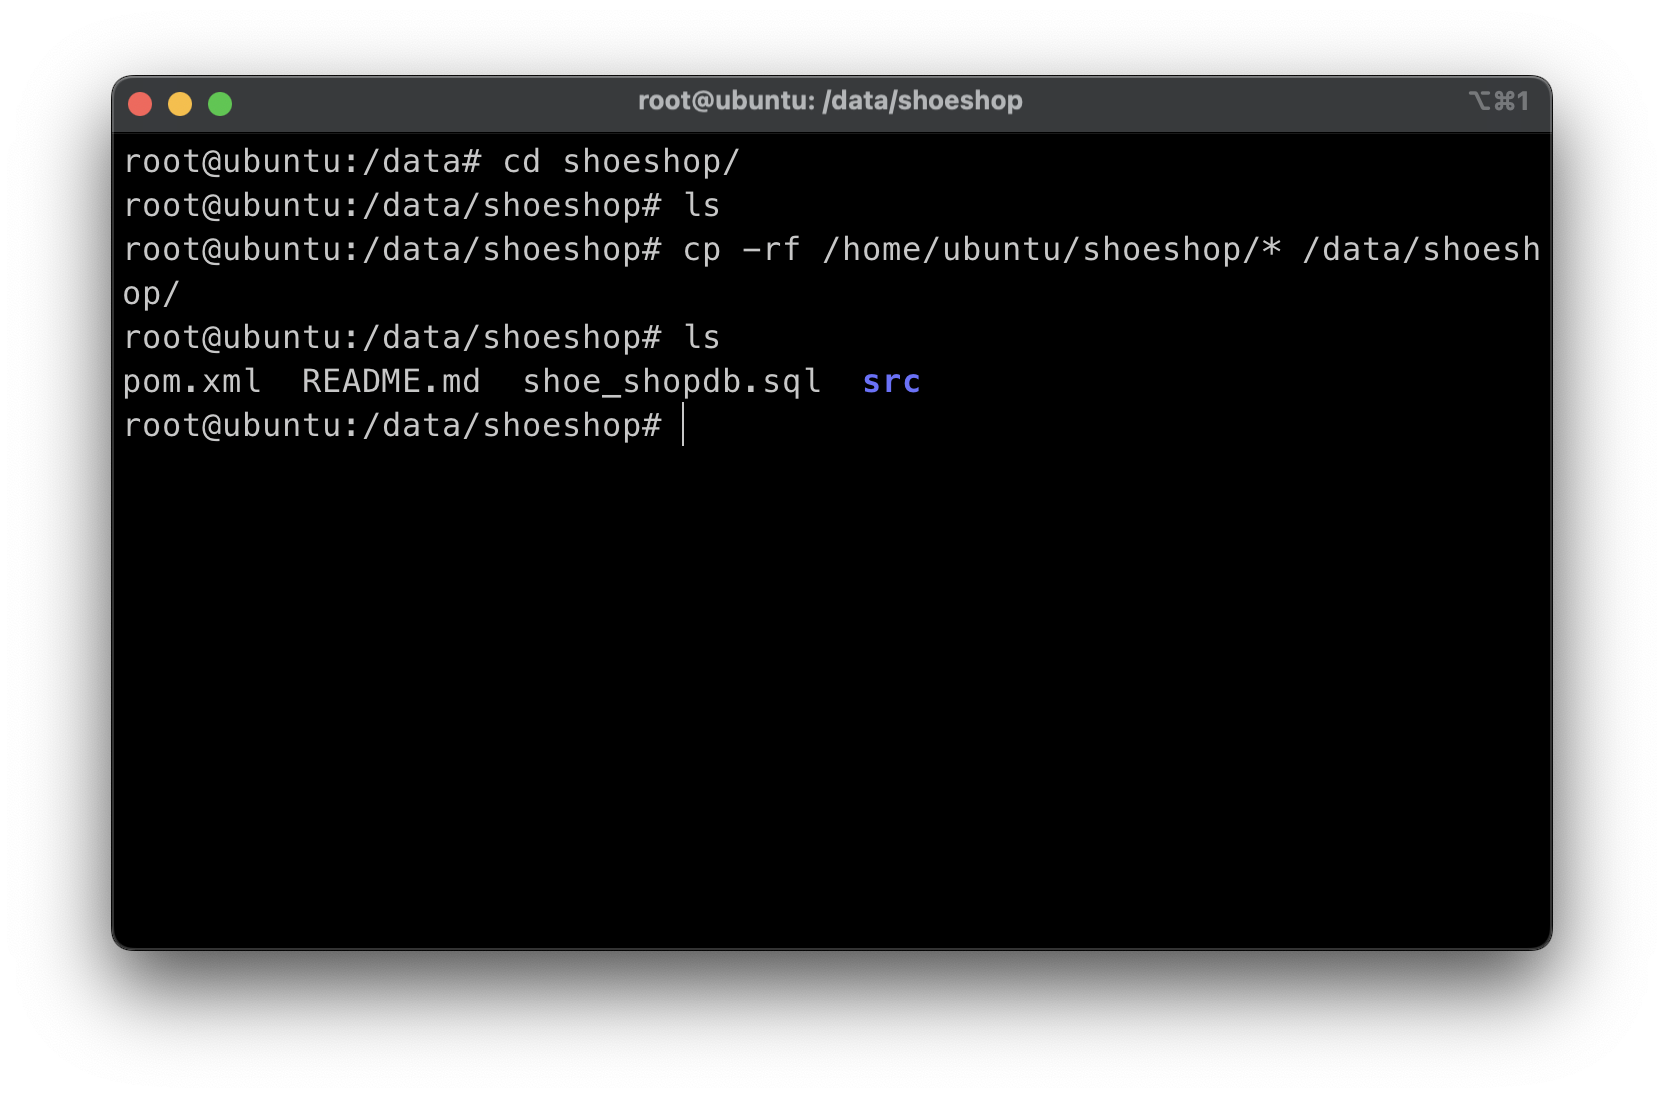 root@ubuntu: /data/shoeshop
⌥⌘1
root@ubuntu:/data# cd shoeshop/
root@ubuntu:/data/shoeshop# ls
root@ubuntu:/data/shoeshop# cp -rf /home/ubuntu/shoeshop/* /data/shoesh
op/
root@ubuntu:/data/shoeshop# ls
pom.xml  README.md  shoe_shopdb.sql  src
root@ubuntu:/data/shoeshop#